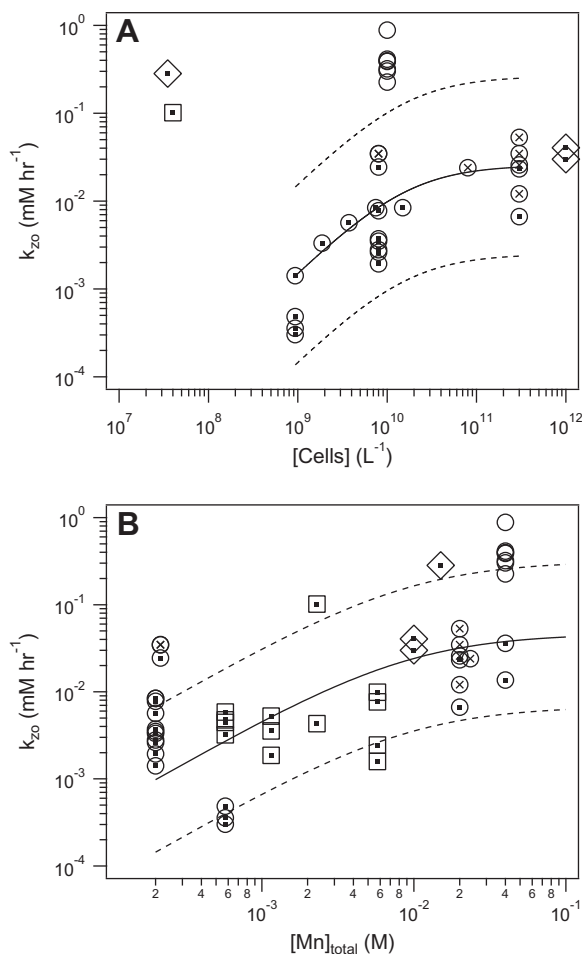 A
10^0
10^-1
10^-2
10^-3
10^-4
k_zo (mM hr^-1)
10^7 10^8 10^9 10^10 10^11 10^12
[Cells] (L^-1)
B
10^0
10^-1
10^-2
10^-3
10^-4
k_zo (mM hr^-1)
2 4 6 8 2 4 6 8 2 4 6 8
10^-3 10^-2 10^-1
[Mn]_total (M)